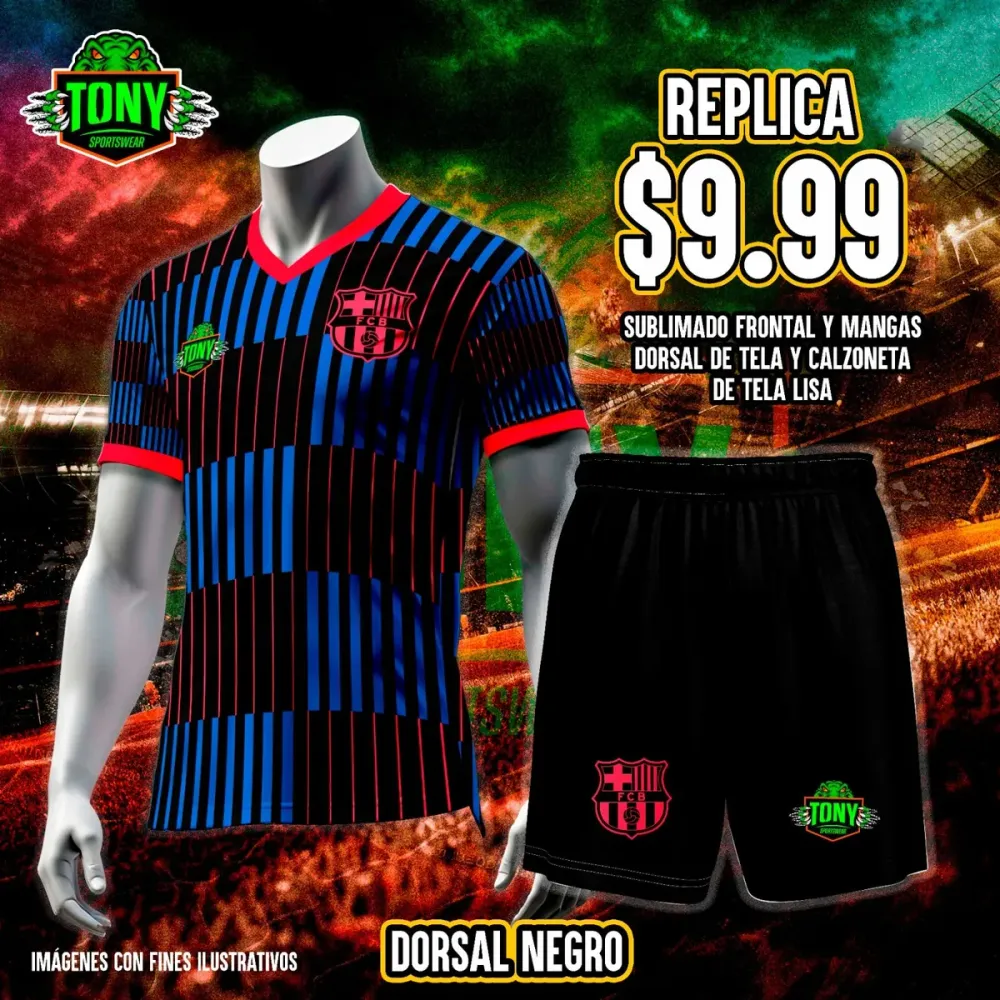 TONY
SPORTSWEAR
REPLICA
$9.99
SUBLIMADO FRONTAL Y MANGAS
DORSAL DE TELA Y CALZONETA
DE TELA LISA
TONY
FCB
FCB
TONY
SPORTSWEAR
DORSAL NEGRO
IMÁGENES CON FINES ILUSTRATIVOS